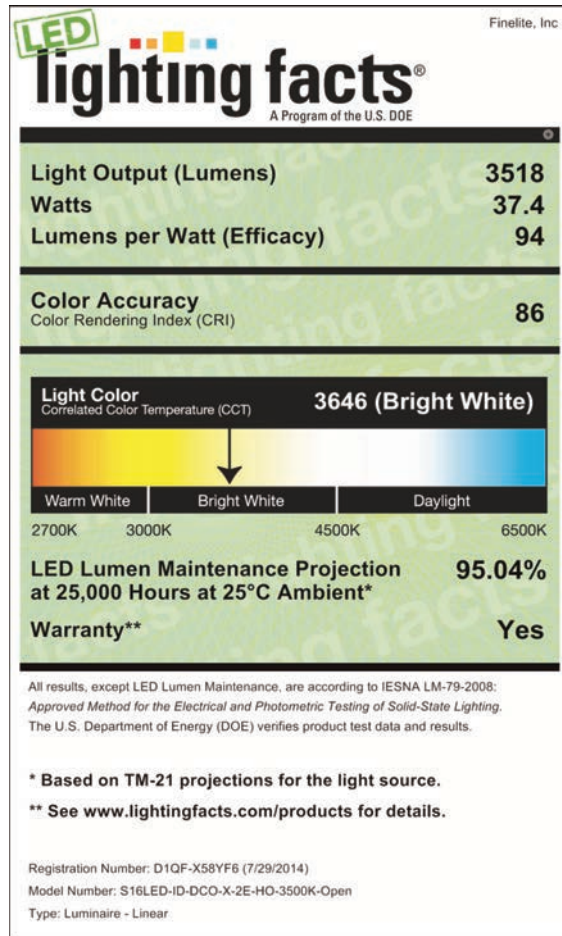 Finelite, Inc
LED
lighting facts®
A Program of the U.S. DOE
Light Output (Lumens) 3518
Watts 37.4
Lumens per Watt (Efficacy) 94
Color Accuracy
Color Rendering Index (CRI) 86
Light Color
Correlated Color Temperature (CCT) 3646 (Bright White)
Warm White Bright White Daylight
2700K 3000K 4500K 6500K
LED Lumen Maintenance Projection
at 25,000 Hours at 25°C Ambient* 95.04%
Warranty** Yes
All results, except LED Lumen Maintenance, are according to IESNA LM-79-2008:
Approved Method for the Electrical and Photometric Testing of Solid-State Lighting.
The U.S. Department of Energy (DOE) verifies product test data and results.
* Based on TM-21 projections for the light source.
** See www.lightingfacts.com/products for details.
Registration Number: D1QF-X58YF6 (7/29/2014)
Model Number: S16LED-ID-DCO-X-2E-HO-3500K-Open
Type: Luminaire - Linear